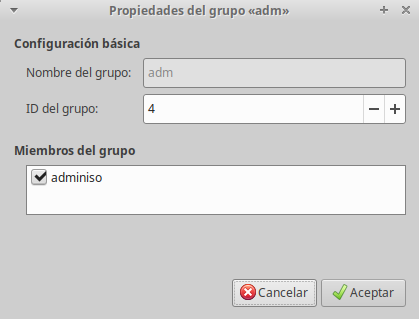 Propiedades del grupo «adm»
Configuración básica
Nombre del grupo: adm
ID del grupo: 4
Miembros del grupo
adminiso
Cancelar Aceptar